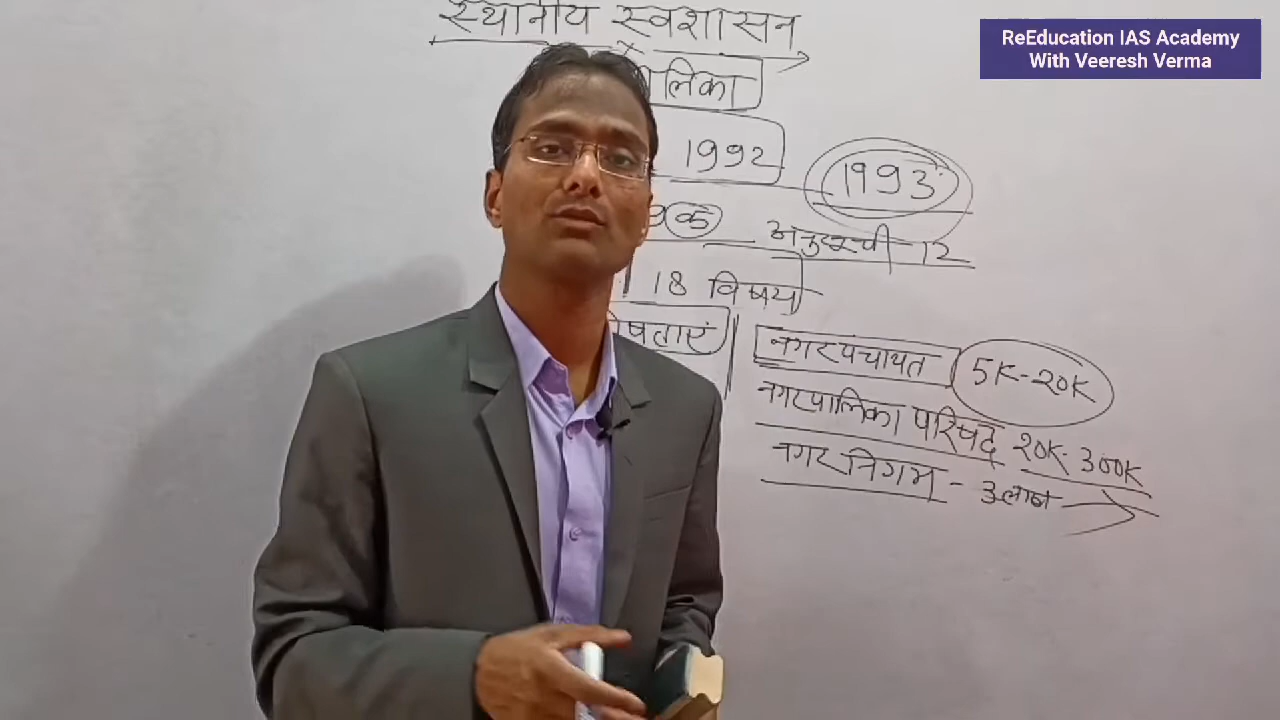 ReEducation IAS Academy
With Veeresh Verma
स्थानीय स्वशासन
लिका
1992
1993
अनुसूची-12
18 विषय
षताएं
नगरपंचायत 5K-20K
नगरपालिका परिषद् 20K-300K
नगर निगम - 3लाख